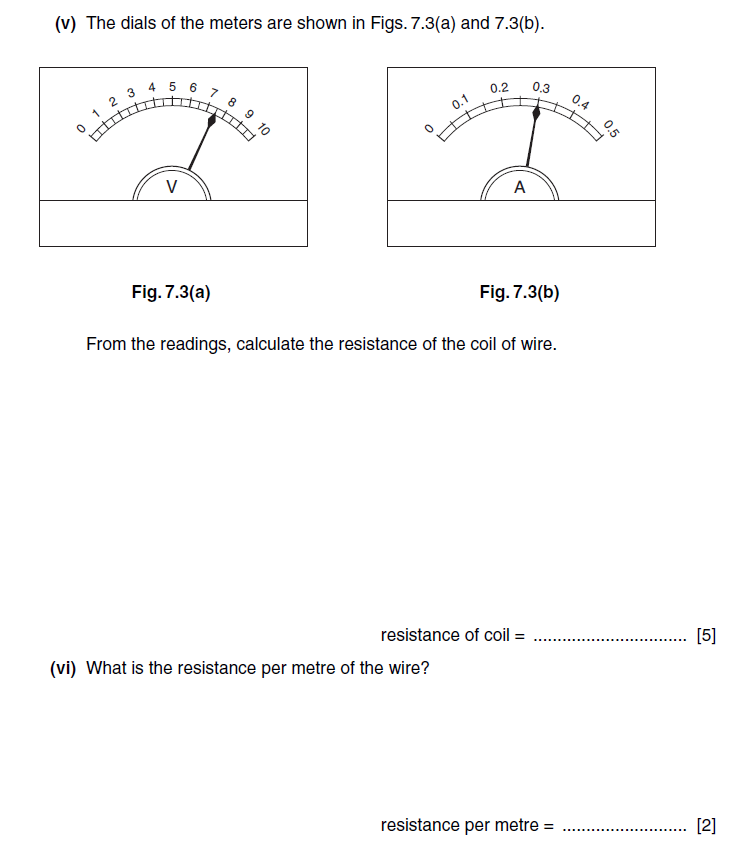 (v) The dials of the meters are shown in Figs. 7.3(a) and 7.3(b).
0 1 2 3 4 5 6 7 8 9 10
V
0 0.1 0.2 0.3 0.4 0.5
A
Fig. 7.3(a)
Fig. 7.3(b)
From the readings, calculate the resistance of the coil of wire.
resistance of coil = ................................ [5]
(vi) What is the resistance per metre of the wire?
resistance per metre = .......................... [2]